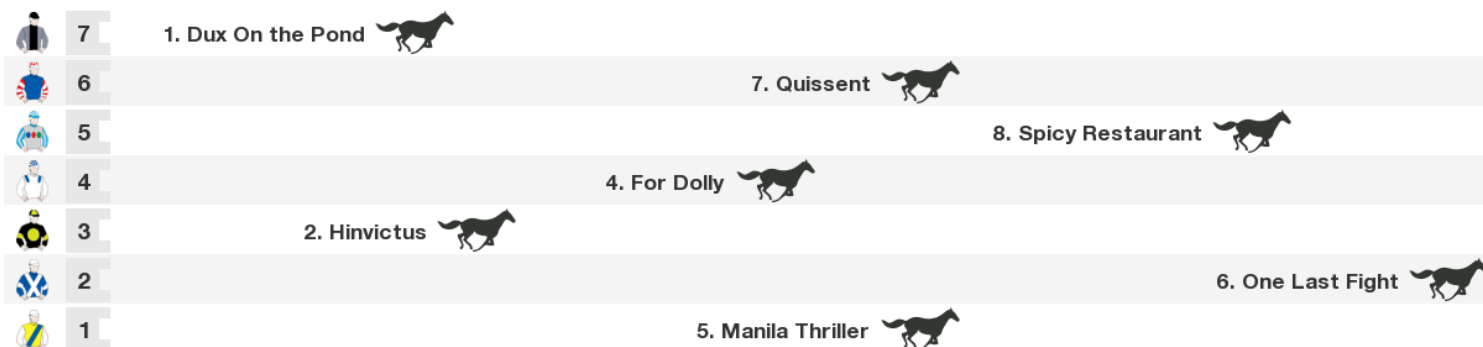 7 1. Dux On the Pond
6 7. Quissent
5 8. Spicy Restaurant
4 4. For Dolly
3 2. Hinvictus
2 6. One Last Fight
1 5. Manila Thriller